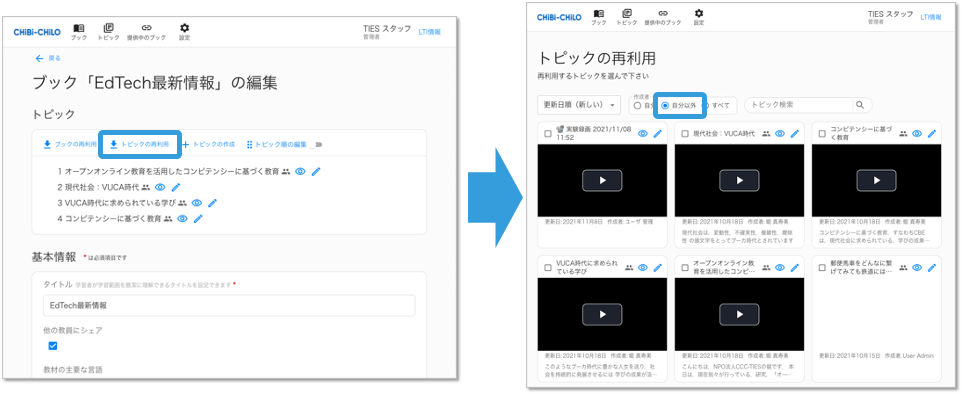 CHiBi-CHiLO
ブック
トピック
提供中のブック
設定
TIES スタッフ
管理者
LTI情報
戻る
ブック「EdTech最新情報」の編集
トピック
ブックの再利用
トピックの再利用
トピックの作成
トピック順の編集
1 オープンオンライン教育を活用したコンピテンシーに基づく教育
2 現代社会：VUCA時代
3 VUCA時代に求められている学び
4 コンピテンシーに基づく教育
基本情報 *は必須項目です
タイトル 学習者が学習範囲を簡潔に理解できるタイトルを設定できます *
EdTech最新情報
他の教員にシェア
教材の主要な言語
CHiBi-CHiLO
ブック
トピック
提供中のブック
設定
TIES スタッフ
管理者
LTI情報
トピックの再利用
再利用するトピックを選んで下さい
更新日順（新しい）
作成者
自分以外
すべて
トピック検索
実験録画 2021/11/08
11:52
更新日: 2021年11月8日 作成者: ユーザ 管理
現代社会：VUCA時代
更新日: 2021年10月18日 作成者: 堀 真寿美
現代社会は、変動性、不確実性、複雑性、曖昧
性 の頭文字をとってブーカ時代とされています
コンピテンシーに基づ
く教育
更新日: 2021年10月18日 作成者: 堀 真寿美
コンピテンシーに基づく教育、すなわちCBE
は、現代社会に求められている、学びの成果…
VUCA時代に求められ
ている学び
更新日: 2021年10月18日 作成者: 堀 真寿美
このようなブーカ時代に豊かな人生を送り、社
会を持続的に発展させるには 学びの成果が活…
オープンオンライン教
育を活用したコンピ…
更新日: 2021年10月18日 作成者: 堀 真寿美
こんにちは、NPO法人CCC-TIESの堀です。 本
日は、現在我々が行っている、研究、「オー…
郵便馬車をどんなに繋
げてみても鉄道には…
更新日: 2021年10月15日 作成者: User Admin